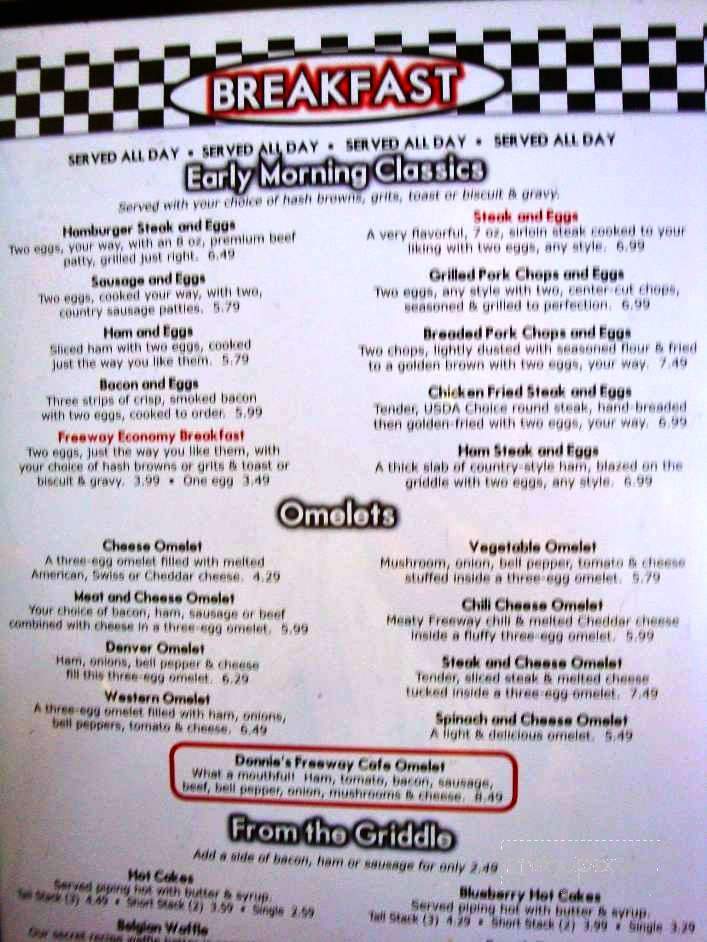 BREAKFAST
SERVED ALL DAY • SERVED ALL DAY • SERVED ALL DAY • SERVED ALL DAY
Early Morning Classics
Served with your choice of hash browns, grits, toast or biscuit & gravy.
Hamburger Steak and Eggs
Two eggs, your way, with an 8 oz, premium beef
patty, grilled just right. 6.49
Sausage and Eggs
Two eggs, cooked your way, with two,
country sausage patties. 5.79
Ham and Eggs
Sliced ham with two eggs, cooked
just the way you like them. 5.79
Bacon and Eggs
Three strips of crisp, smoked bacon
with two eggs, cooked to order. 5.99
Freeway Economy Breakfast
Two eggs, just the way you like them, with
your choice of hash browns or grits & toast or
biscuit & gravy. 3.99 • One egg 3.49
Steak and Eggs
A very flavorful, 7 oz, sirloin steak cooked to your
liking with two eggs, any style. 6.99
Grilled Pork Chops and Eggs
Two eggs, any style with two, center-cut chops,
seasoned & grilled to perfection. 6.99
Breaded Pork Chops and Eggs
Two chops, lightly dusted with seasoned flour & fried
to a golden brown with two eggs, your way. 7.49
Chicken Fried Steak and Eggs
Tender, USDA Choice round steak, hand-breaded
then golden-fried with two eggs, your way. 6.99
Ham Steak and Eggs
A thick slab of country-style ham, blazed on the
griddle with two eggs, any style. 6.99
Omelets
Cheese Omelet
A three-egg omelet filled with melted
American, Swiss or Cheddar cheese. 4.29
Meat and Cheese Omelet
Your choice of bacon, ham, sausage or beef
combined with cheese in a three-egg omelet. 5.99
Denver Omelet
Ham, onions, bell pepper & cheese
fill this three-egg omelet. 6.29
Western Omelet
A three-egg omelet filled with ham, onions,
bell peppers, tomato & cheese. 6.49
Vegetable Omelet
Mushroom, onion, bell pepper, tomato & cheese
stuffed inside a three-egg omelet. 5.79
Chili Cheese Omelet
Meaty Freeway chili & melted Cheddar cheese
inside a fluffy three-egg omelet. 5.99
Steak and Cheese Omelet
Tender, sliced steak & melted cheese
tucked inside a three-egg omelet. 7.49
Spinach and Cheese Omelet
A light & delicious omelet. 5.49
Donnie's Freeway Cafe Omelet
What a mouthful! Ham, tomato, bacon, sausage,
beef, bell pepper, onion, mushrooms & cheese. 8.49
From the Griddle
Add a side of bacon, ham or sausage for only 2.49
Hot Cakes
Served piping hot with butter & syrup.
Tall Stack (3) 4.49 • Short Stack (2) 3.59 • Single 2.59
Belgian Waffle
Our secret recipe waffle
Blueberry Hot Cakes
Served piping hot with butter & syrup.
Tall Stack (3) 4.79 • Short Stack (2) 3.99 • Single 3.29